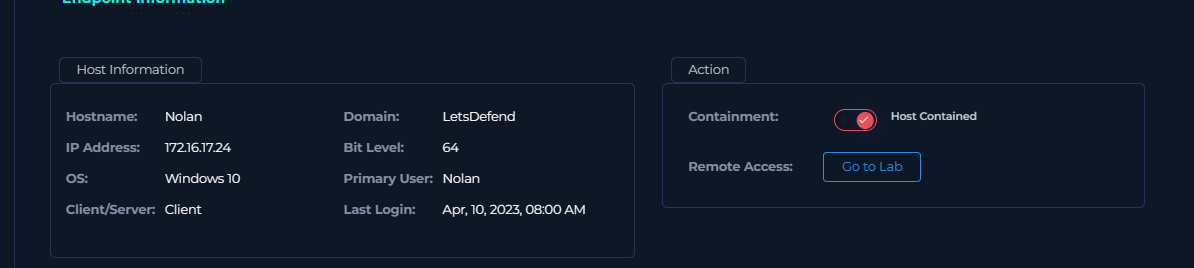 Endpoint Information
Host Information
Action
Hostname: Nolan Domain: LetsDefend
IP Address: 172.16.17.24 Bit Level: 64
OS: Windows 10 Primary User: Nolan
Client/Server: Client Last Login: Apr, 10, 2023, 08:00 AM
Containment: Host Contained
Remote Access: Go to Lab